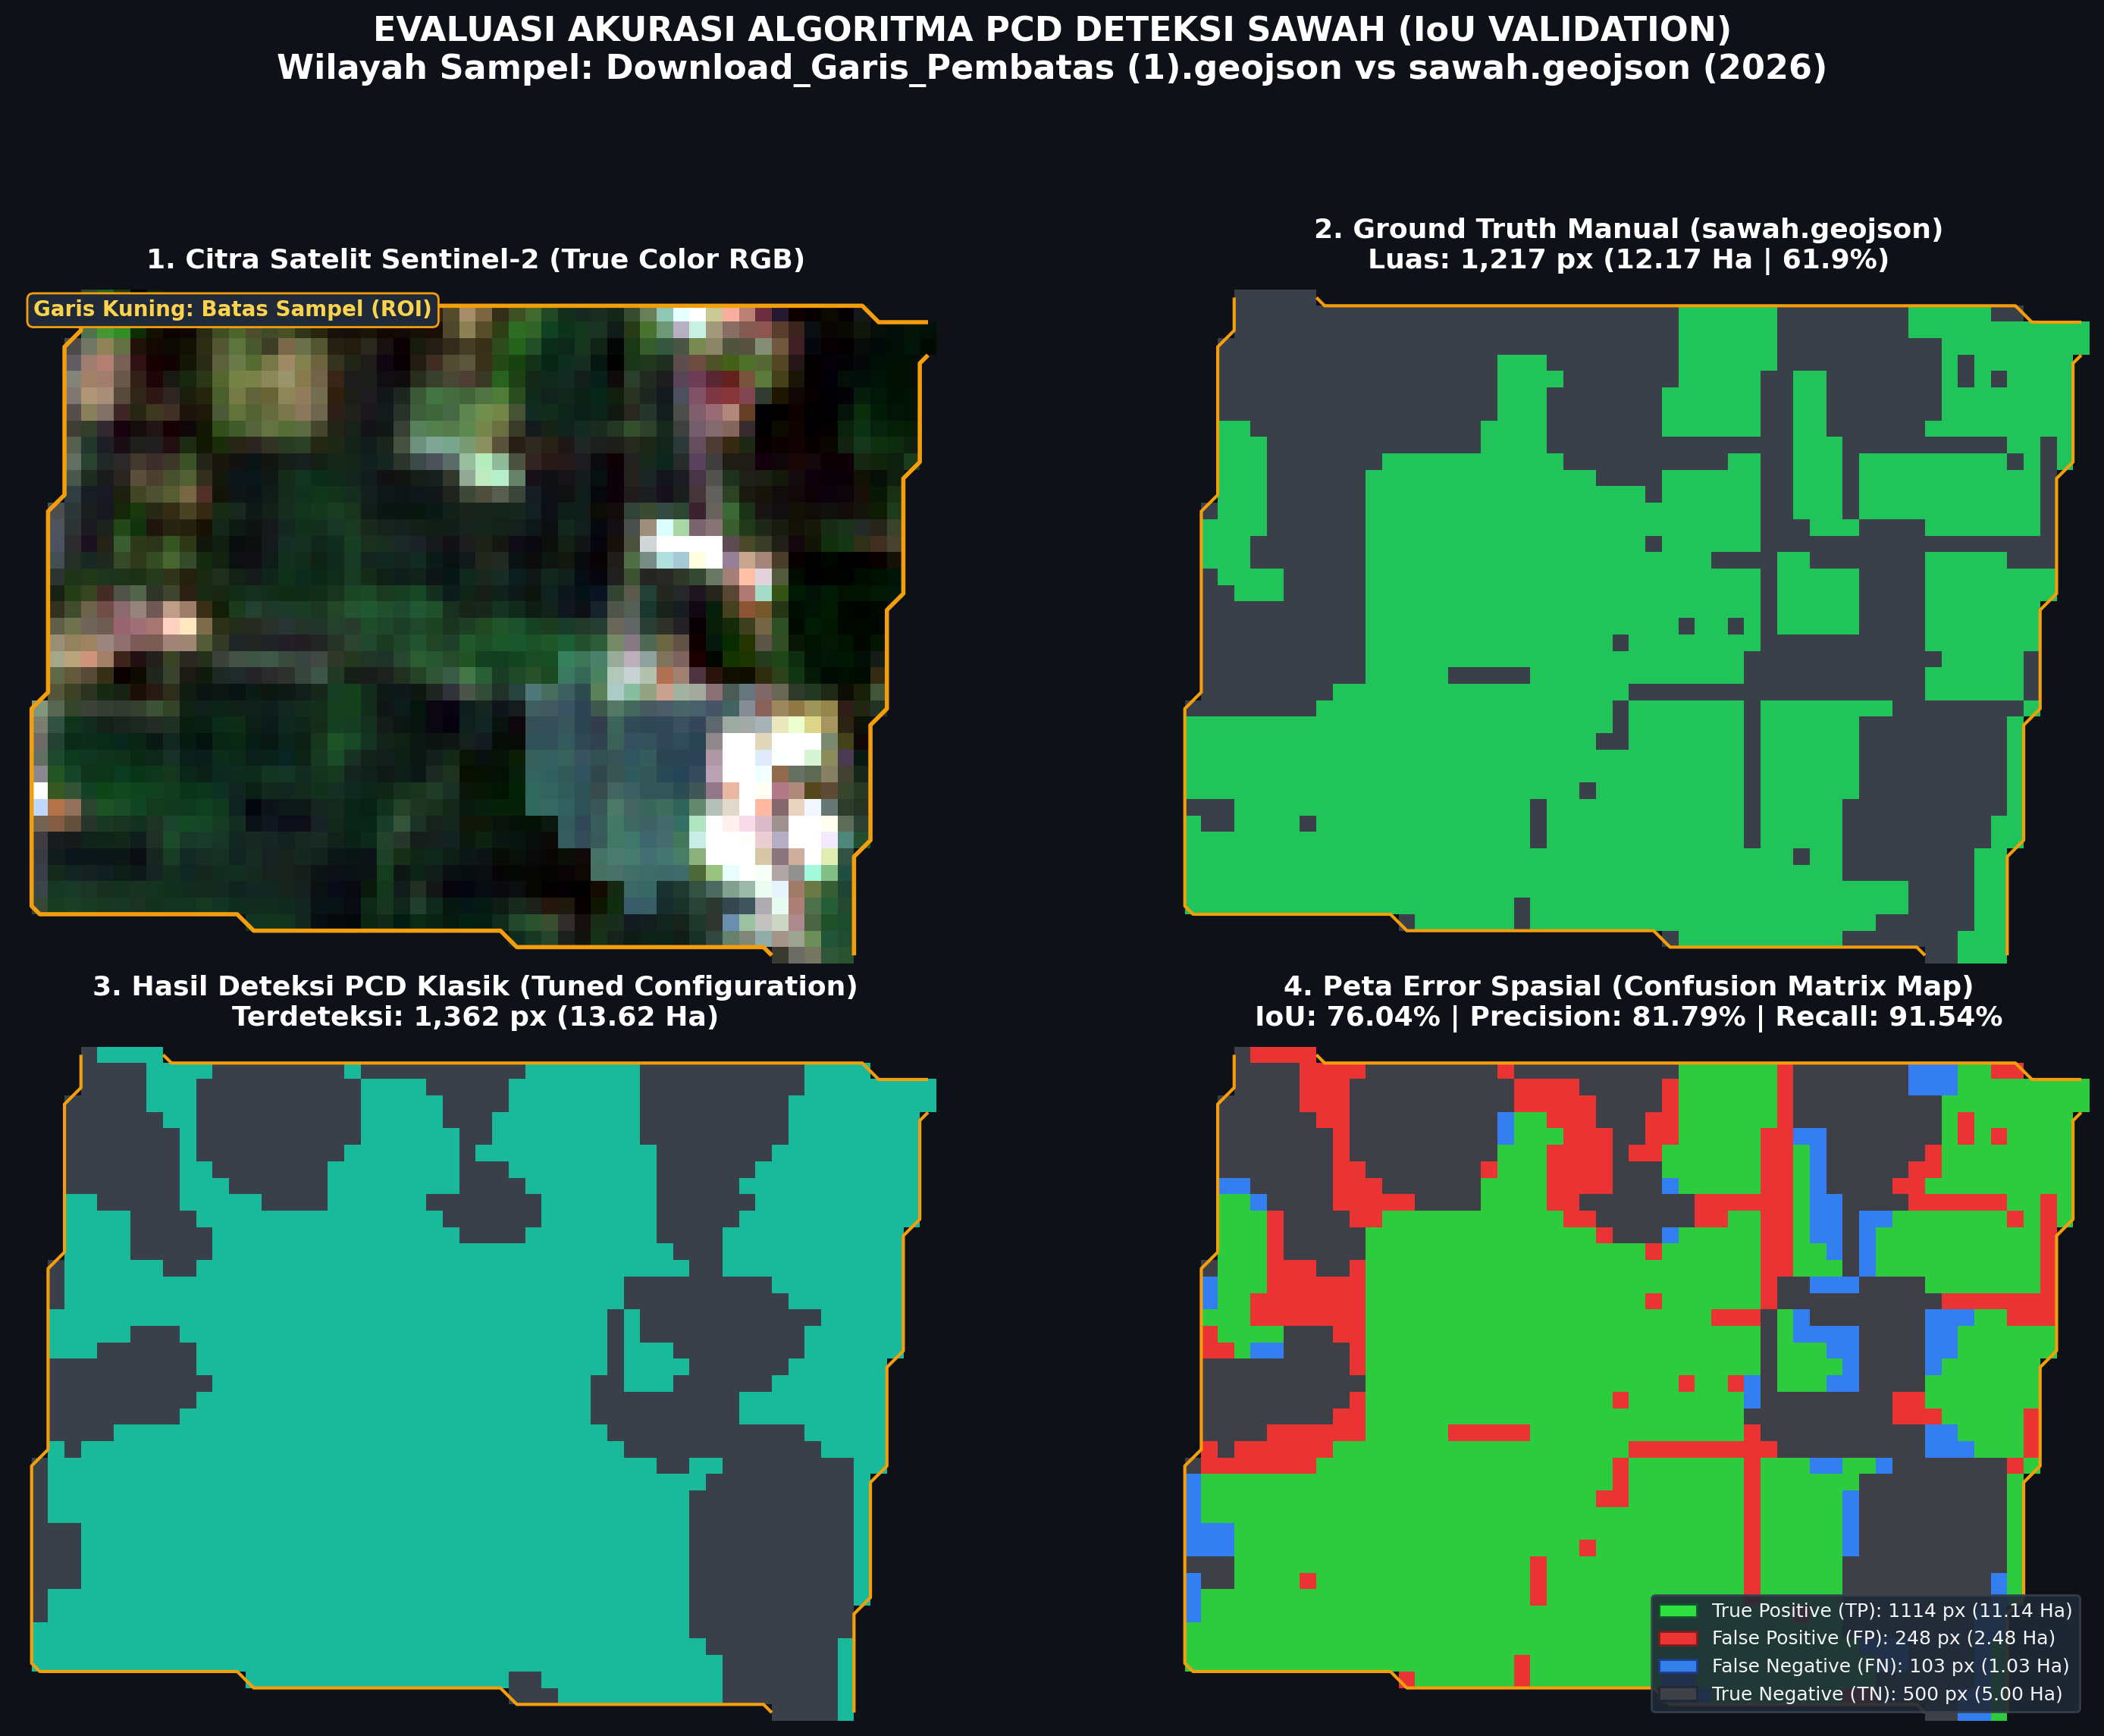 EVALUASI AKURASI ALGORITMA PCD DETEKSI SAWAH (IoU VALIDATION)
Wilayah Sampel: Download_Garis_Pembatas (1).geojson vs sawah.geojson (2026)
1. Citra Satelit Sentinel-2 (True Color RGB)
Garis Kuning: Batas Sampel (ROI)
2. Ground Truth Manual (sawah.geojson)
Luas: 1,217 px (12.17 Ha | 61.9%)
3. Hasil Deteksi PCD Klasik (Tuned Configuration)
Terdeteksi: 1,362 px (13.62 Ha)
4. Peta Error Spasial (Confusion Matrix Map)
IoU: 76.04% | Precision: 81.79% | Recall: 91.54%
True Positive (TP): 1114 px (11.14 Ha)
False Positive (FP): 248 px (2.48 Ha)
False Negative (FN): 103 px (1.03 Ha)
True Negative (TN): 500 px (5.00 Ha)